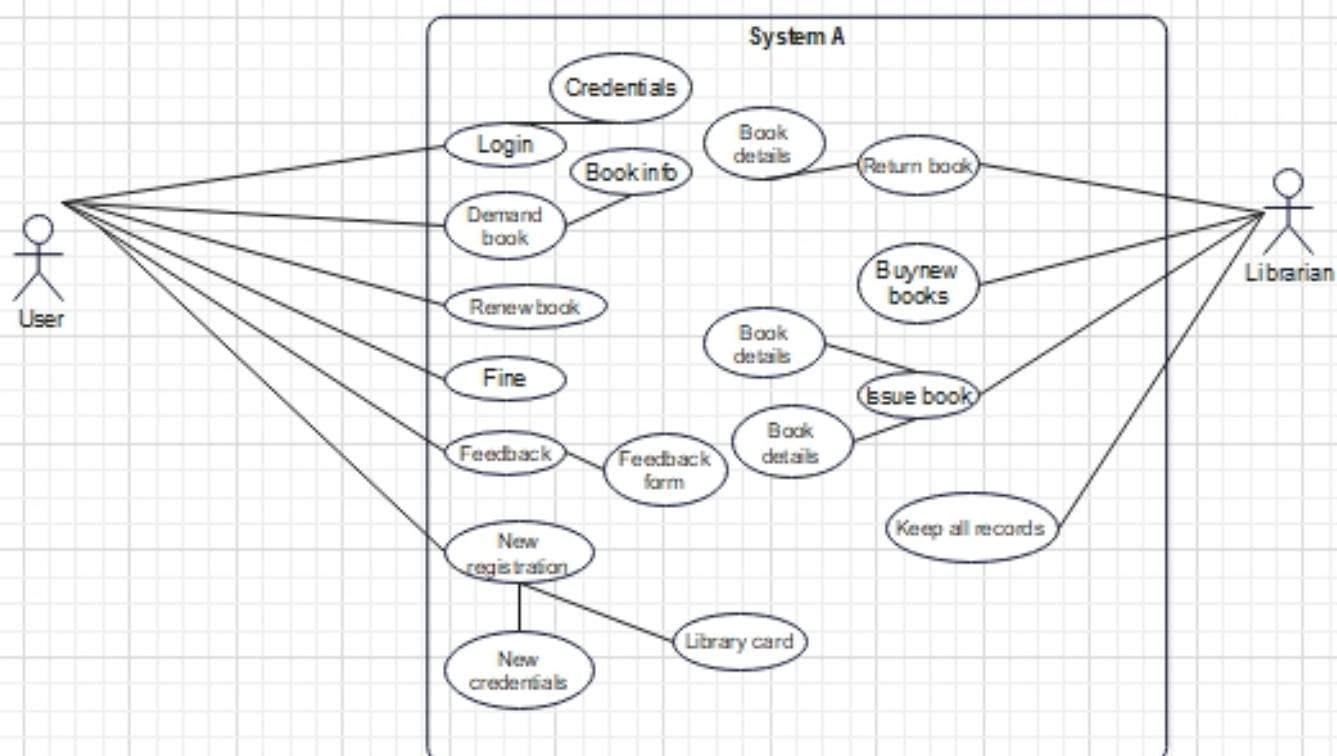 System A
Credentials
Login
Book info
Book
details
Return book
Demand
book
User
Librarian
Buy new
books
Renew book
Book
details
Fine
Issue book
Feedback
Feedback
form
Book
details
Keep all records
New
registration
Library card
New
credentials